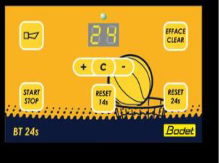 24
EFFACE
CLEAR
+ C -
START
STOP
RESET
14s
RESET
24s
BT 24s
Bodet